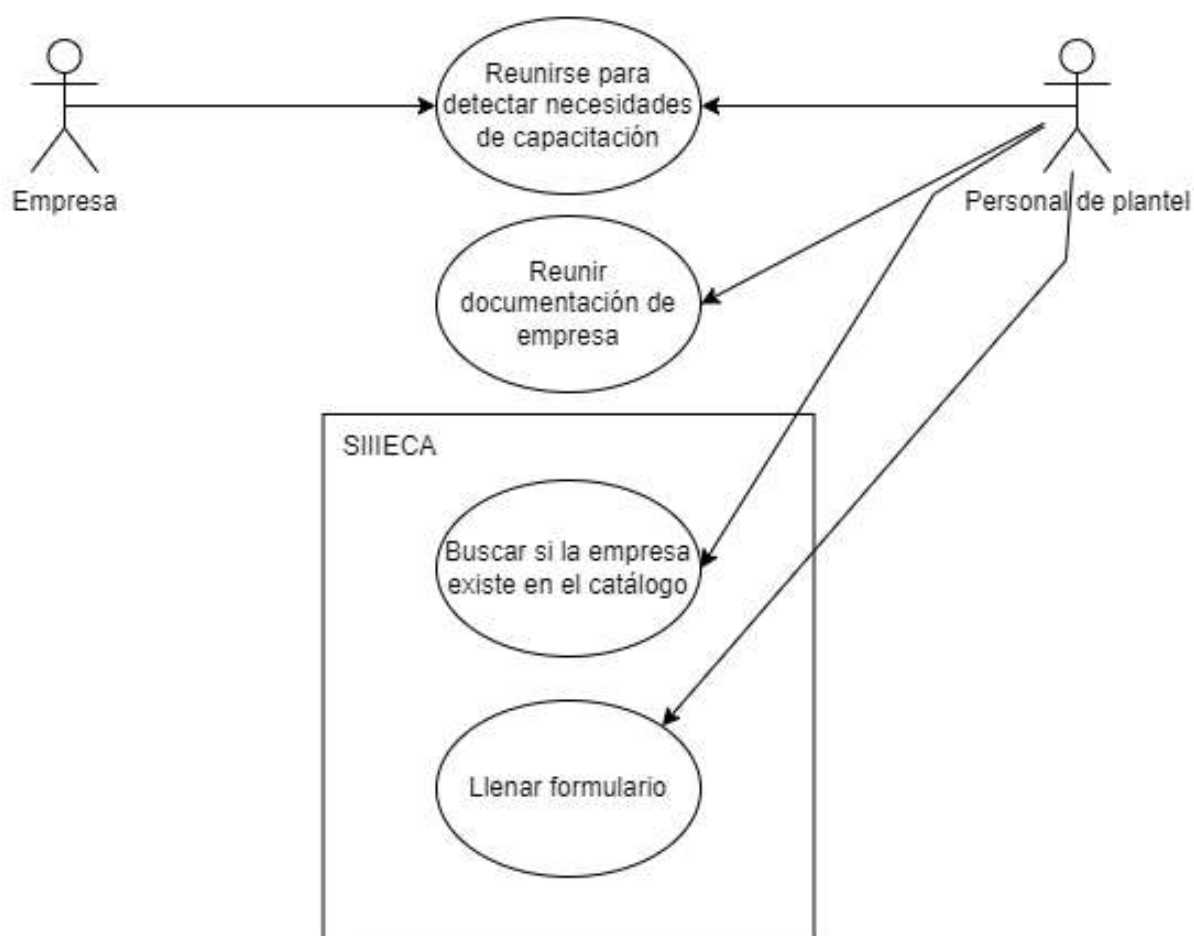 Reunirse para
detectar necesidades
de capacitación
Empresa
Personal de plantel
Reunir
documentación de
empresa
SIIIECA
Buscar si la empresa
existe en el catálogo
Llenar formulario